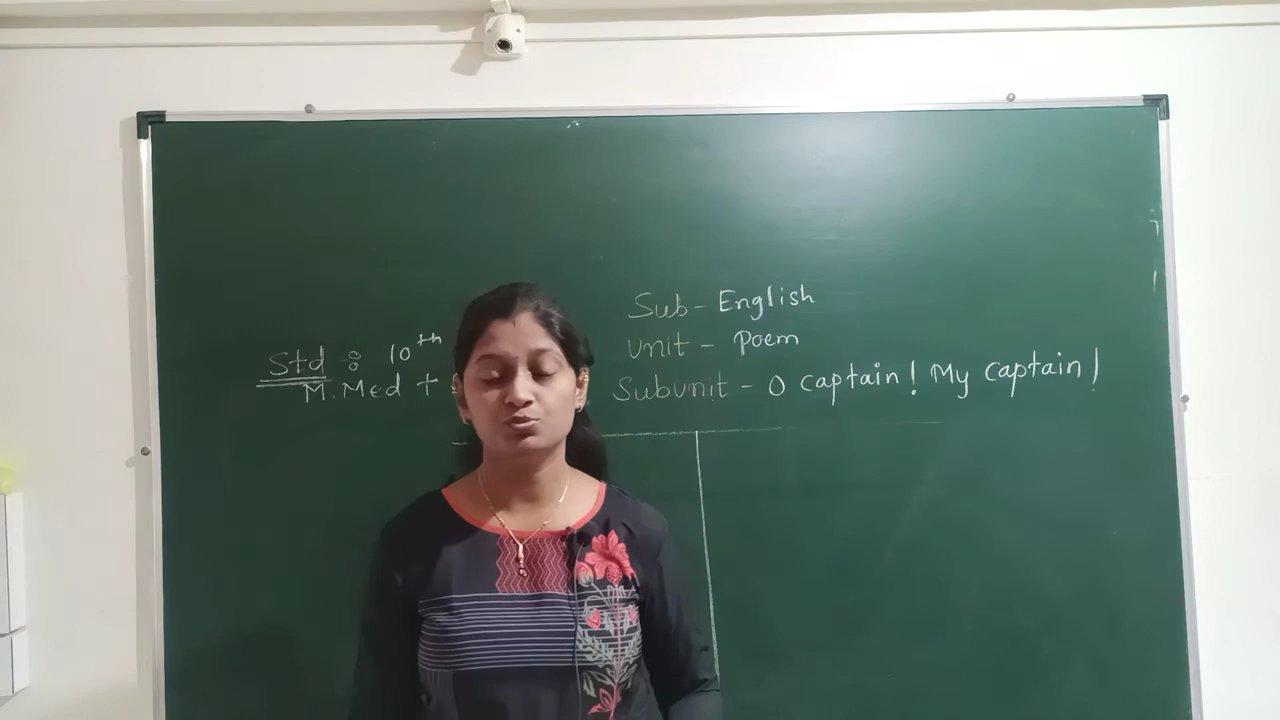 Std : 10th
M.Med +
Sub - English
Unit - Poem
Subunit - O captain! My captain!